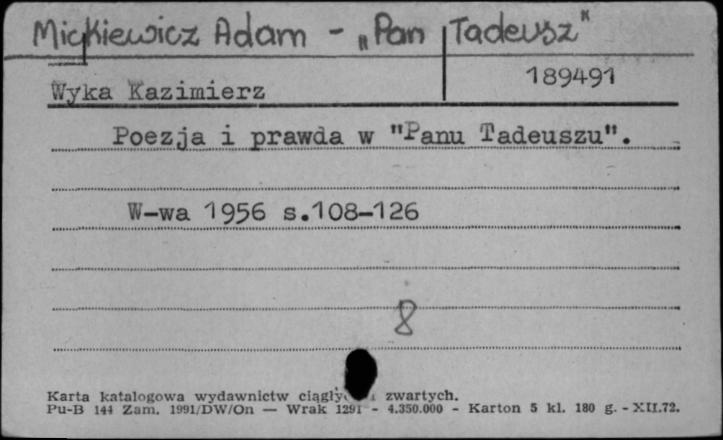 Mickiewicz Adam - „Pan Tadeusz"
189491
Wyka Kazimierz
Poezja i prawda w "Panu Tadeuszu".
W-wa 1956 s.108-126
8
Karta katalogowa wydawnictw ciągły zwartych.
Pu-B 144 Zam. 1991/DW/On — Wrak 1291 - 4.350.000 - Karton 5 kl. 180 g. - XII.72.